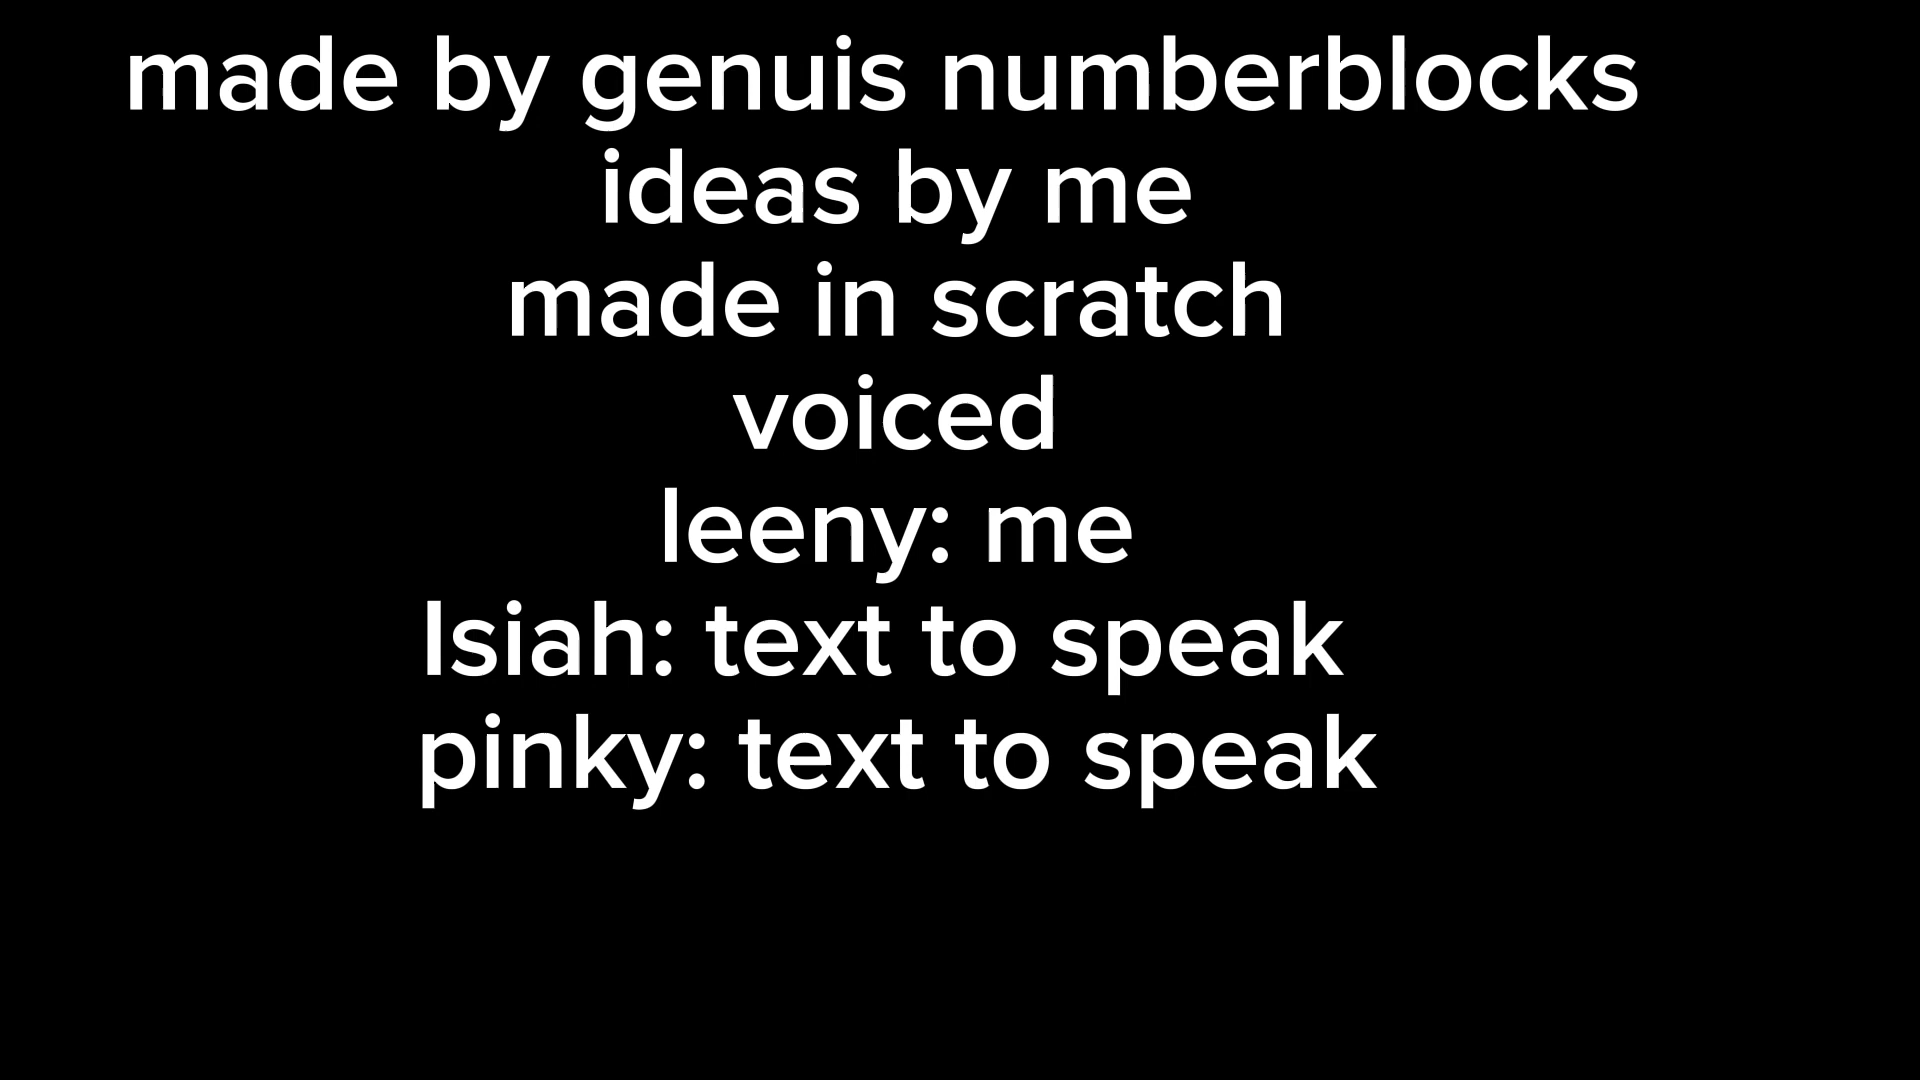 made by genuis numberblocks
ideas by me
made in scratch
voiced
leeny: me
Isiah: text to speak
pinky: text to speak